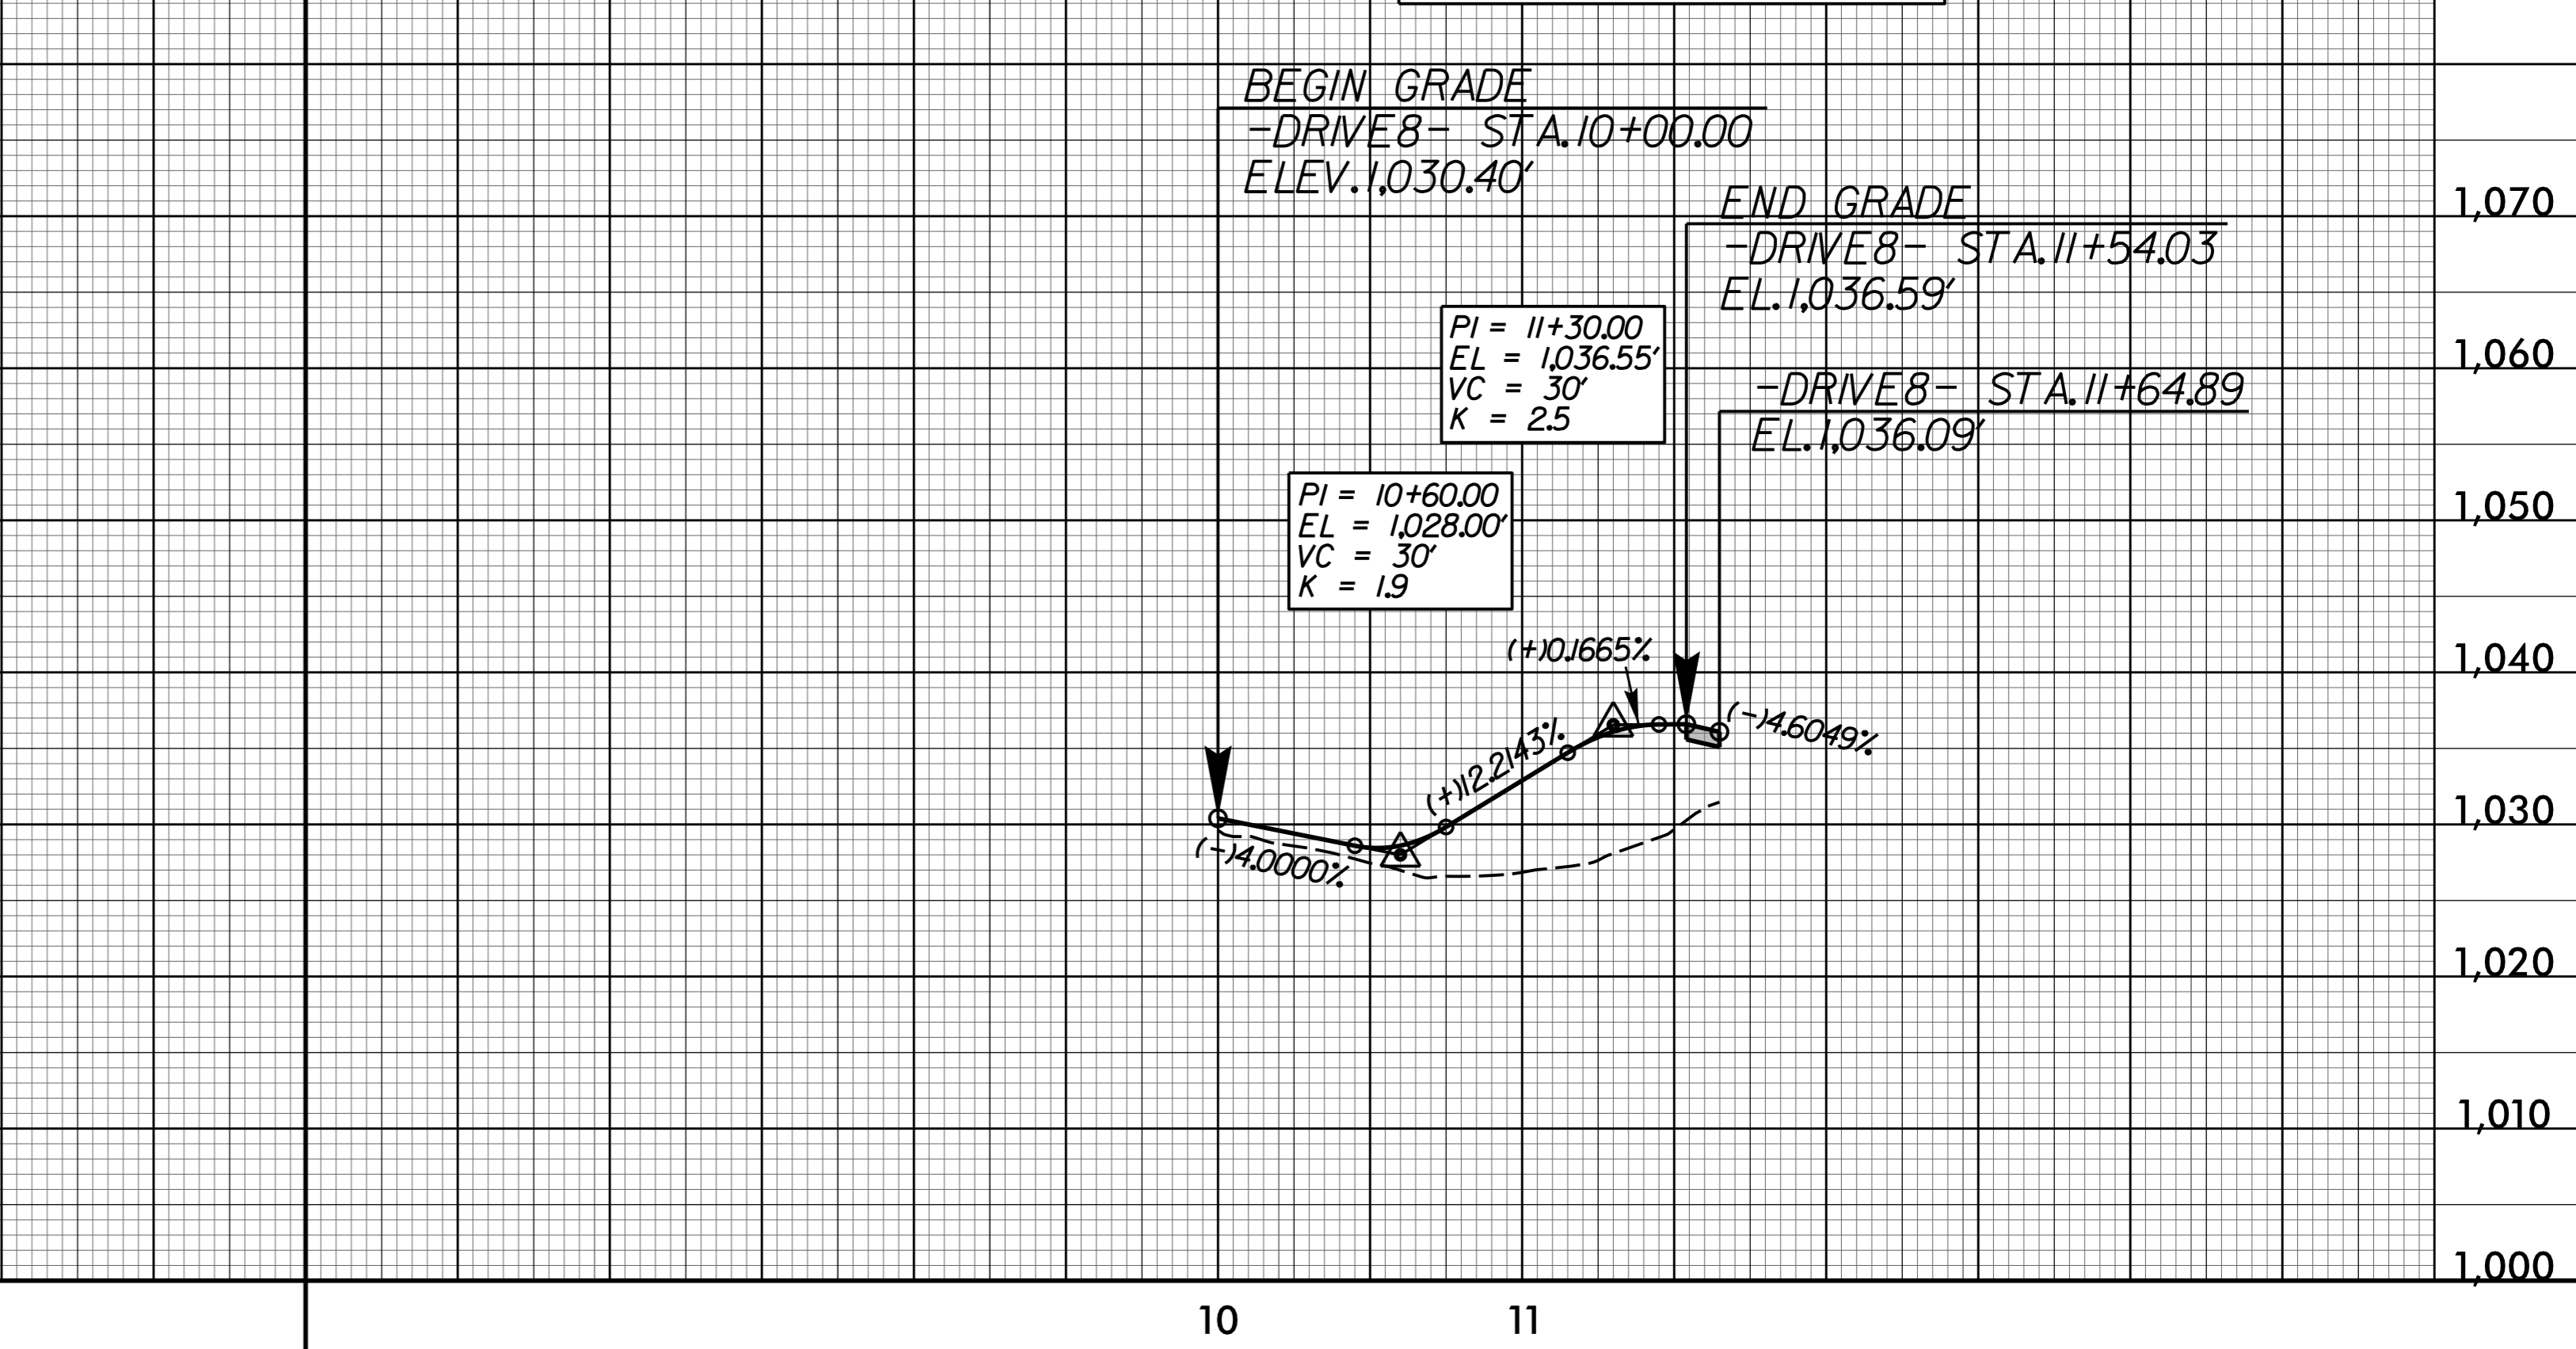 BEGIN GRADE
-DRIVE8- STA.10+00.00
ELEV.1,030.40'
END GRADE
-DRIVE8- STA.11+54.03
EL.1,036.59'
PI = 11+30.00
EL = 1,036.55'
VC = 30'
K = 2.5
-DRIVE8- STA.11+64.89
EL.1,036.09'
PI = 10+60.00
EL = 1,028.00'
VC = 30'
K = 1.9
(+)0.1665%
(-)4.6049%
(+)12.2143%
(-)4.0000%
1,070
1,060
1,050
1,040
1,030
1,020
1,010
1,000
10
11